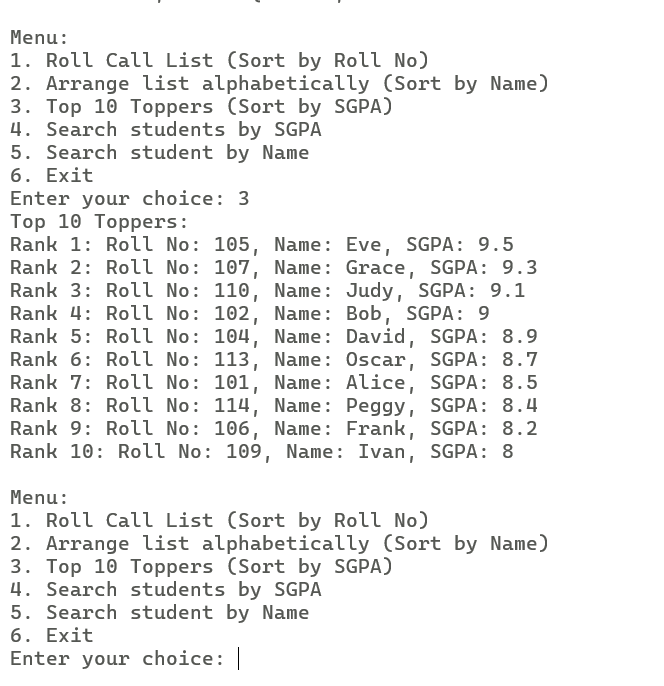 Menu:
1. Roll Call List (Sort by Roll No)
2. Arrange list alphabetically (Sort by Name)
3. Top 10 Toppers (Sort by SGPA)
4. Search students by SGPA
5. Search student by Name
6. Exit
Enter your choice: 3
Top 10 Toppers:
Rank 1: Roll No: 105, Name: Eve, SGPA: 9.5
Rank 2: Roll No: 107, Name: Grace, SGPA: 9.3
Rank 3: Roll No: 110, Name: Judy, SGPA: 9.1
Rank 4: Roll No: 102, Name: Bob, SGPA: 9
Rank 5: Roll No: 104, Name: David, SGPA: 8.9
Rank 6: Roll No: 113, Name: Oscar, SGPA: 8.7
Rank 7: Roll No: 101, Name: Alice, SGPA: 8.5
Rank 8: Roll No: 114, Name: Peggy, SGPA: 8.4
Rank 9: Roll No: 106, Name: Frank, SGPA: 8.2
Rank 10: Roll No: 109, Name: Ivan, SGPA: 8
Menu:
1. Roll Call List (Sort by Roll No)
2. Arrange list alphabetically (Sort by Name)
3. Top 10 Toppers (Sort by SGPA)
4. Search students by SGPA
5. Search student by Name
6. Exit
Enter your choice: